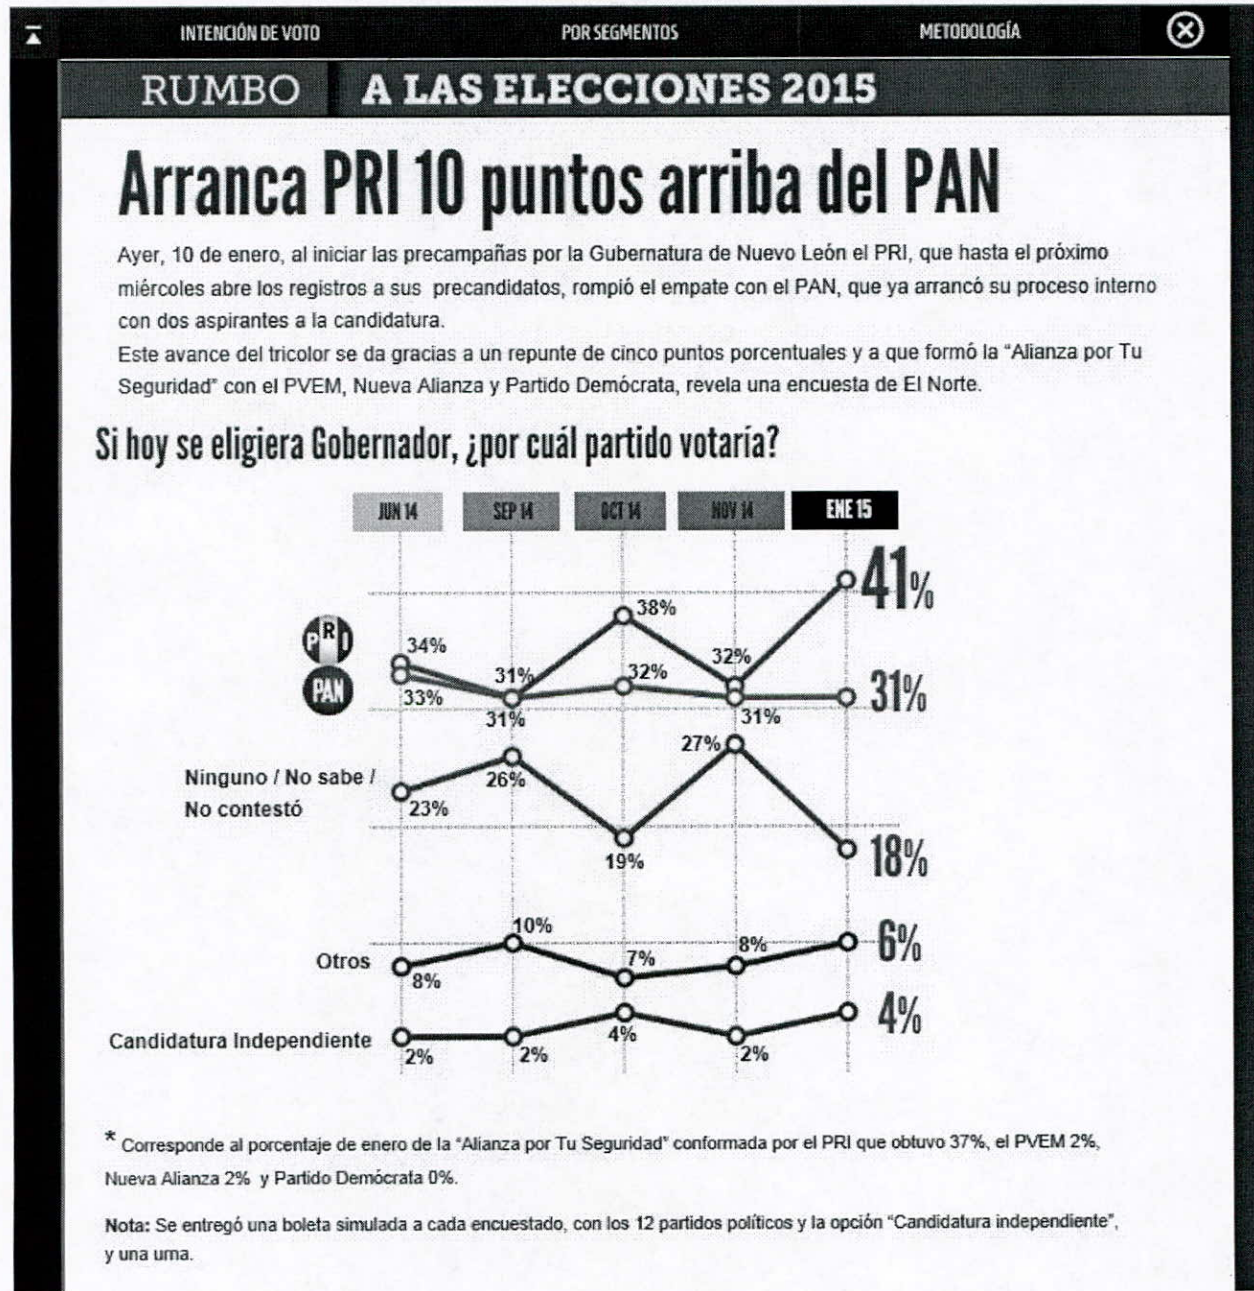 INTENCIÓN DE VOTO
POR SEGMENTOS
METODOLOGÍA
RUMBO A LAS ELECCIONES 2015
Arranca PRI 10 puntos arriba del PAN
Ayer, 10 de enero, al iniciar las precampañas por la Gubernatura de Nuevo León el PRI, que hasta el próximo
miércoles abre los registros a sus precandidatos, rompió el empate con el PAN, que ya arrancó su proceso interno
con dos aspirantes a la candidatura.
Este avance del tricolor se da gracias a un repunte de cinco puntos porcentuales y a que formó la "Alianza por Tu
Seguridad" con el PVEM, Nueva Alianza y Partido Demócrata, revela una encuesta de El Norte.
Si hoy se eligiera Gobernador, ¿por cuál partido votaría?
JUN 14 SEP 14 OCT 14 NOV 14 ENE 15
PRI
34% 31% 38% 32% 41%
PAN
33% 31% 32% 31% 31%
Ninguno / No sabe /
No contestó
23% 26% 19% 27% 18%
Otros
8% 10% 7% 8% 6%
Candidatura Independiente
2% 2% 4% 2% 4%
* Corresponde al porcentaje de enero de la "Alianza por Tu Seguridad" conformada por el PRI que obtuvo 37%, el PVEM 2%,
Nueva Alianza 2% y Partido Demócrata 0%.
Nota: Se entregó una boleta simulada a cada encuestado, con los 12 partidos políticos y la opción "Candidatura independiente",
y una urna.